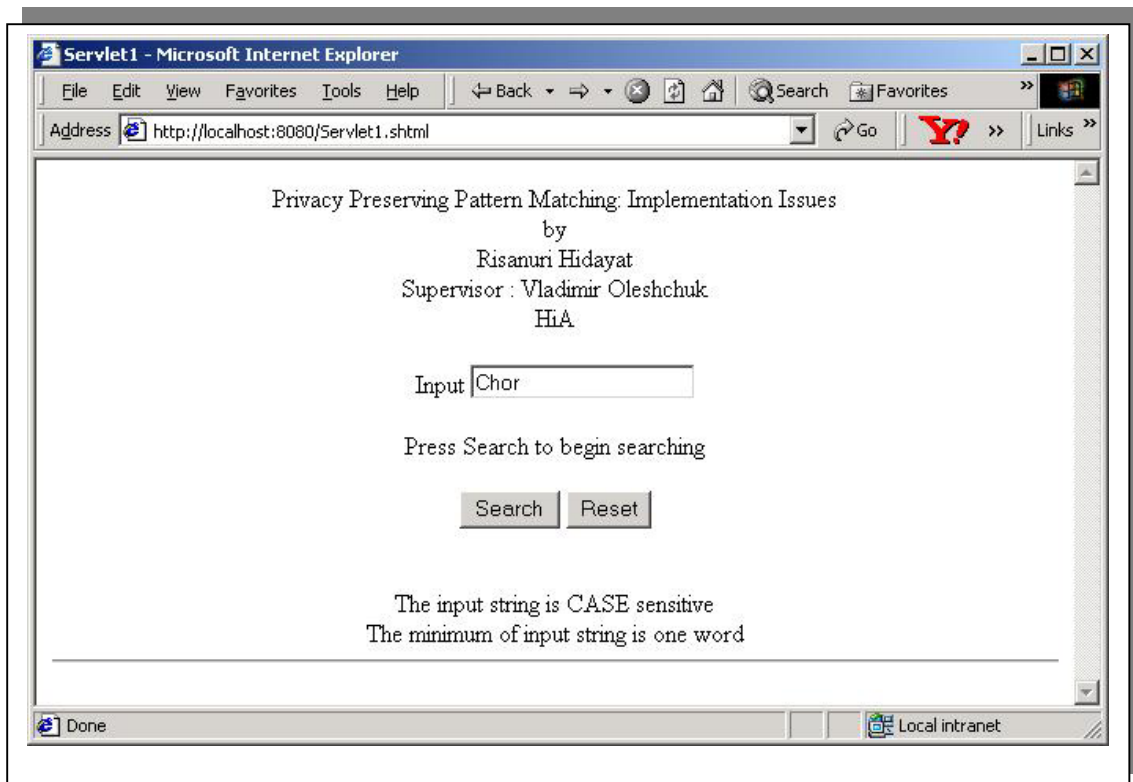 Servlet1 - Microsoft Internet Explorer
File Edit View Favorites Tools Help Back Search Favorites »
Address http://localhost:8080/Servlet1.shtml Go Y! » Links »
Privacy Preserving Pattern Matching: Implementation Issues
by
Risanuri Hidayat
Supervisor : Vladimir Oleshchuk
HiA
Input Chor
Press Search to begin searching
Search Reset
The input string is CASE sensitive
The minimum of input string is one word
Done Local intranet